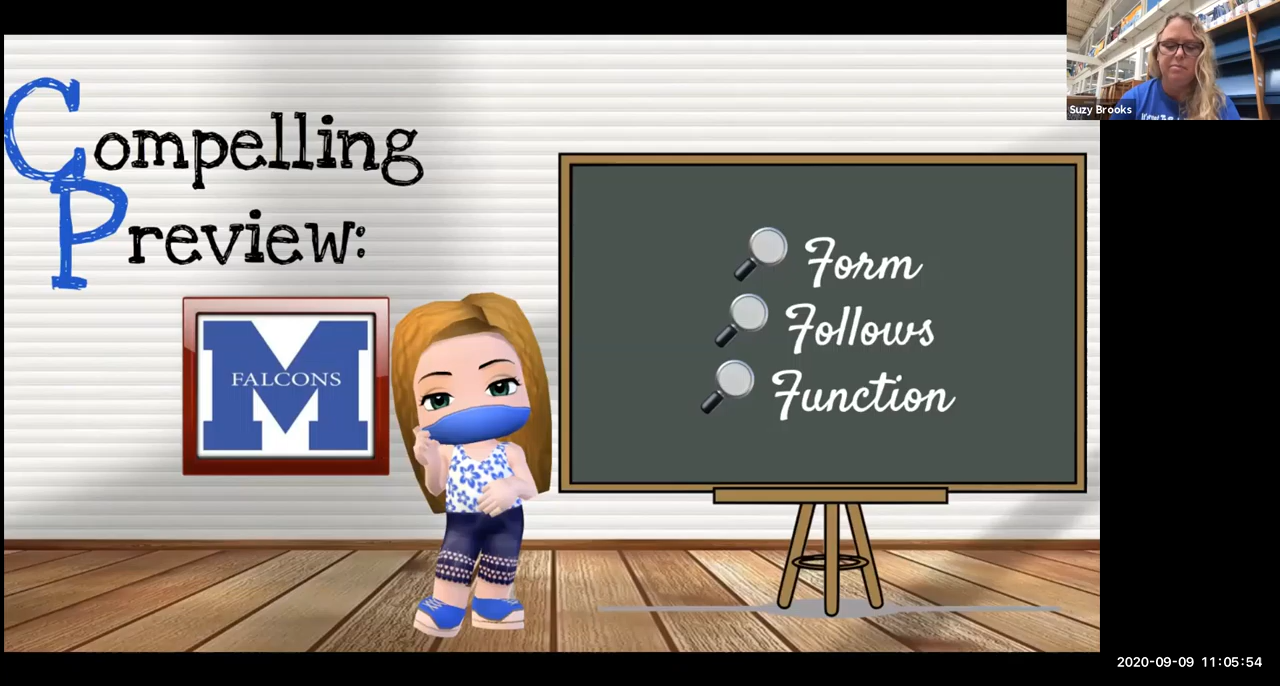 Compelling
Preview:
FALCONS
Form
Follows
Function
Suzy Brooks
2020-09-09 11:05:54